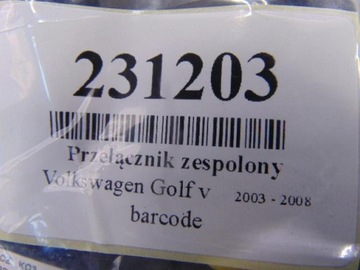 231203
Przełącznik zespolony
Volkswagen Golf v 2003 - 2008
barcode